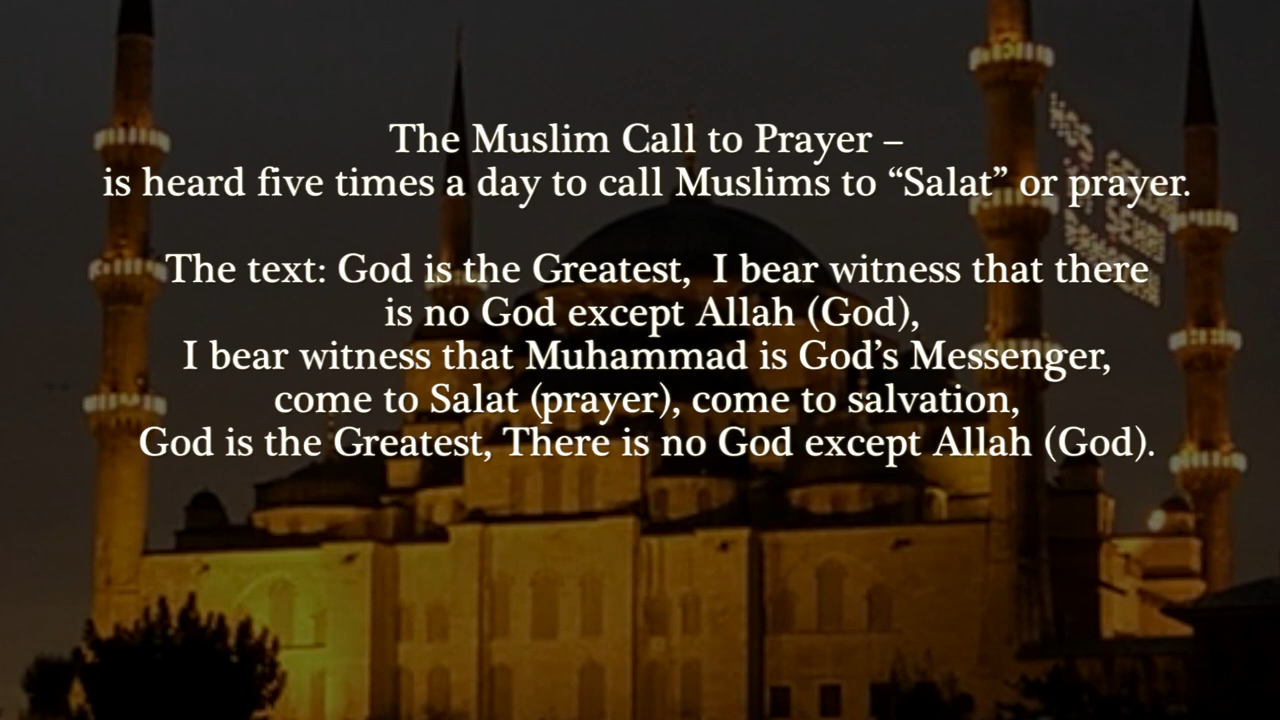 The Muslim Call to Prayer –
is heard five times a day to call Muslims to “Salat” or prayer.
The text: God is the Greatest,  I bear witness that there
is no God except Allah (God),
I bear witness that Muhammad is God’s Messenger,
come to Salat (prayer), come to salvation,
God is the Greatest, There is no God except Allah (God).